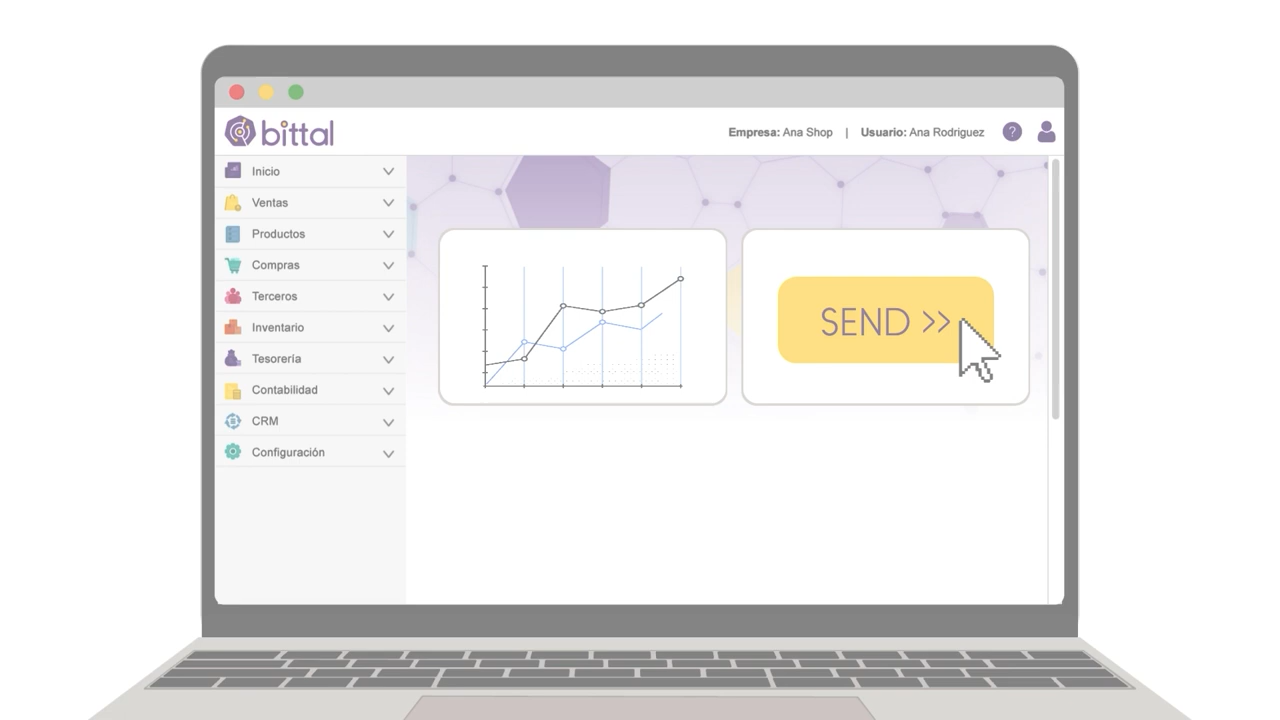 bittal
Empresa: Ana Shop | Usuario: Ana Rodriguez ?
Inicio
Ventas
Productos
Compras
Terceros
Inventario
Tesorería
Contabilidad
CRM
Configuración
SEND >>